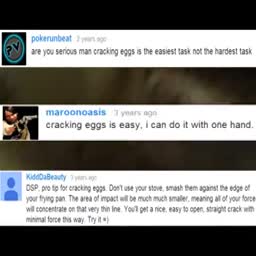 pokerunbeat 2 years ago
are you serious man cracking eggs is the easiest task not the hardest task
maroonoasis 3 years ago
cracking eggs is easy, i can do it with one hand.
KiddDaBeauty 3 years ago
DSP, pro tip for cracking eggs. Don't use your stove, smash them against the edge of
your frying pan. The area of impact will be much much smaller, meaning all of your force
will concentrate on that very thin line. You'll get a nice, easy to open, straight crack with
minimal force this way. Try it =)